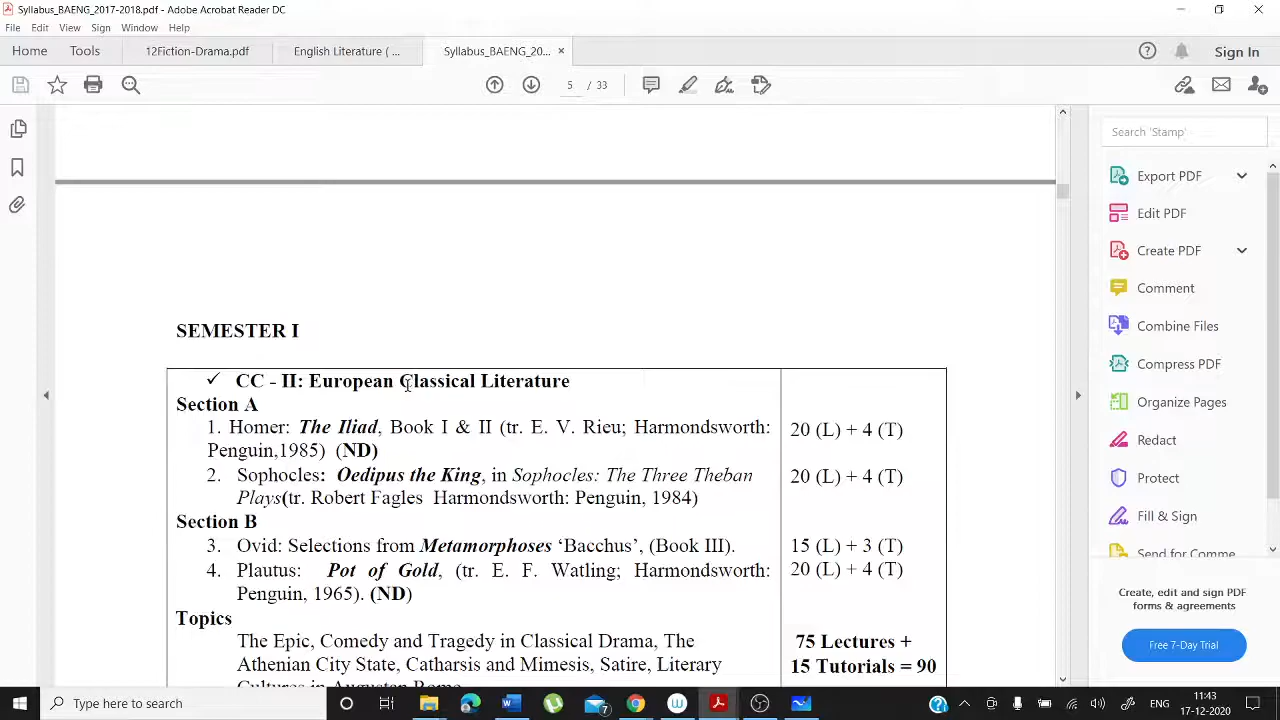 Syllabus_BAENG_2017-2018.pdf - Adobe Acrobat Reader DC
File Edit View Sign Window Help
Home Tools 12Fiction-Drama.pdf English Literature ( ... Syllabus_BAENG_20... × Sign In
5 / 33
Search 'Stamp'
Export PDF
Edit PDF
Create PDF
Comment
Combine Files
Compress PDF
Organize Pages
Redact
Protect
Fill & Sign
Send for Comme
Create, edit and sign PDF
forms & agreements
Free 7-Day Trial
SEMESTER I
✓ CC - II: European Classical Literature
Section A
1. Homer: The Iliad, Book I & II (tr. E. V. Rieu; Harmondsworth: 20 (L) + 4 (T)
Penguin,1985) (ND)
2. Sophocles: Oedipus the King, in Sophocles: The Three Theban 20 (L) + 4 (T)
Plays(tr. Robert Fagles Harmondsworth: Penguin, 1984)
Section B
3. Ovid: Selections from Metamorphoses ‘Bacchus’, (Book III). 15 (L) + 3 (T)
4. Plautus: Pot of Gold, (tr. E. F. Watling; Harmondsworth: 20 (L) + 4 (T)
Penguin, 1965). (ND)
Topics
The Epic, Comedy and Tragedy in Classical Drama, The 75 Lectures +
Athenian City State, Catharsis and Mimesis, Satire, Literary 15 Tutorials = 90
Cultures in Augustan Rome
Type here to search
7
ENG
11:43
17-12-2020